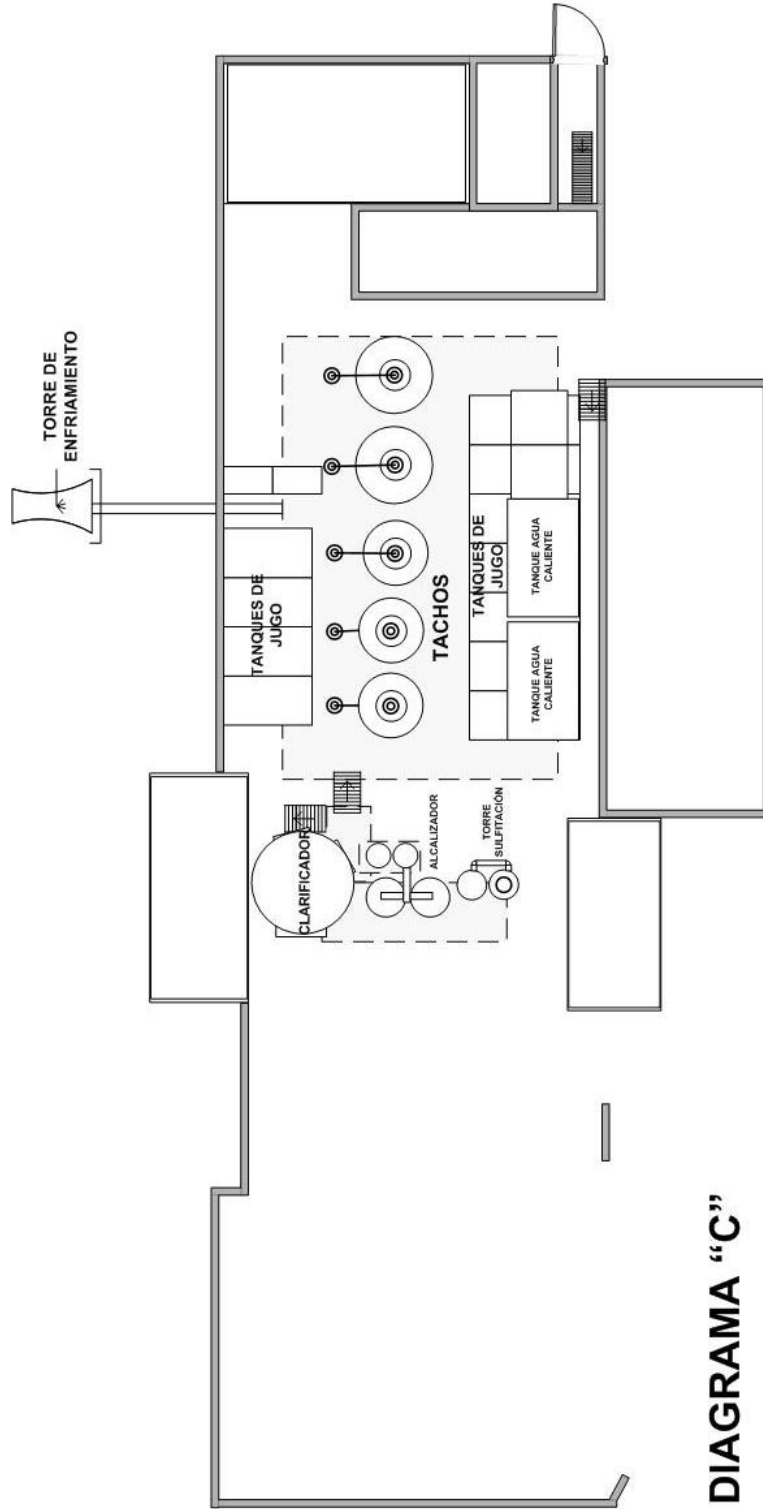 TORRE DE
ENFRIAMIENTO
TANQUES DE
JUGO
TACHOS
TANQUES DE
JUGO
TANQUE AGUA
CALIENTE
TANQUE AGUA
CALIENTE
CLARIFICADOR
ALCALIZADOR
TORRE
SULFITACIÓN
DIAGRAMA “C”